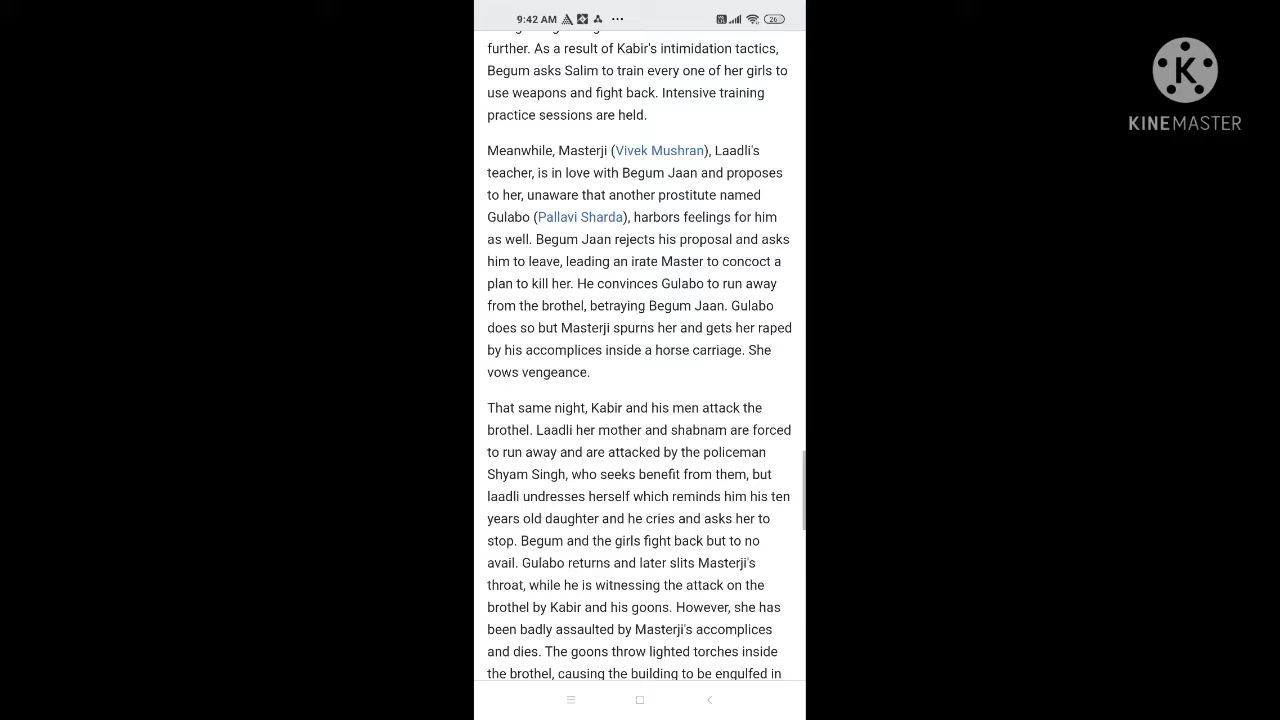 9:42 AM
26
further. As a result of Kabir's intimidation tactics,
Begum asks Salim to train every one of her girls to
use weapons and fight back. Intensive training
practice sessions are held.
Meanwhile, Masterji (Vivek Mushran), Laadli's
teacher, is in love with Begum Jaan and proposes
to her, unaware that another prostitute named
Gulabo (Pallavi Sharda), harbors feelings for him
as well. Begum Jaan rejects his proposal and asks
him to leave, leading an irate Master to concoct a
plan to kill her. He convinces Gulabo to run away
from the brothel, betraying Begum Jaan. Gulabo
does so but Masterji spurns her and gets her raped
by his accomplices inside a horse carriage. She
vows vengeance.
That same night, Kabir and his men attack the
brothel. Laadli her mother and shabnam are forced
to run away and are attacked by the policeman
Shyam Singh, who seeks benefit from them, but
laadli undresses herself which reminds him his ten
years old daughter and he cries and asks her to
stop. Begum and the girls fight back but to no
avail. Gulabo returns and later slits Masterji's
throat, while he is witnessing the attack on the
brothel by Kabir and his goons. However, she has
been badly assaulted by Masterji's accomplices
and dies. The goons throw lighted torches inside
the brothel, causing the building to be engulfed in
K
KINEMASTER